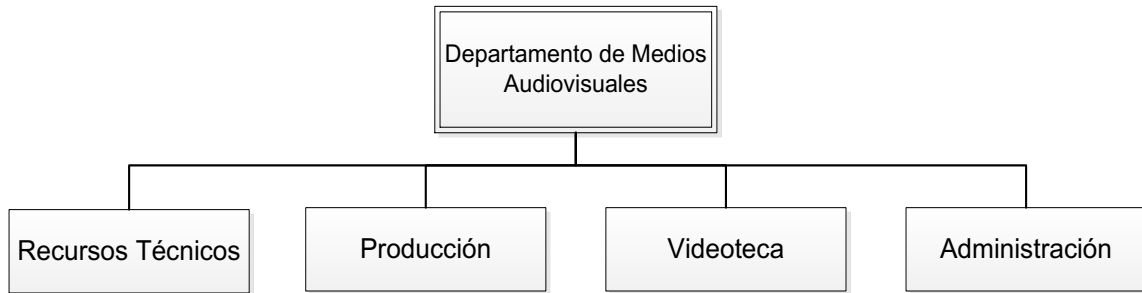 Departamento de Medios
Audiovisuales
Recursos Técnicos
Producción
Videoteca
Administración